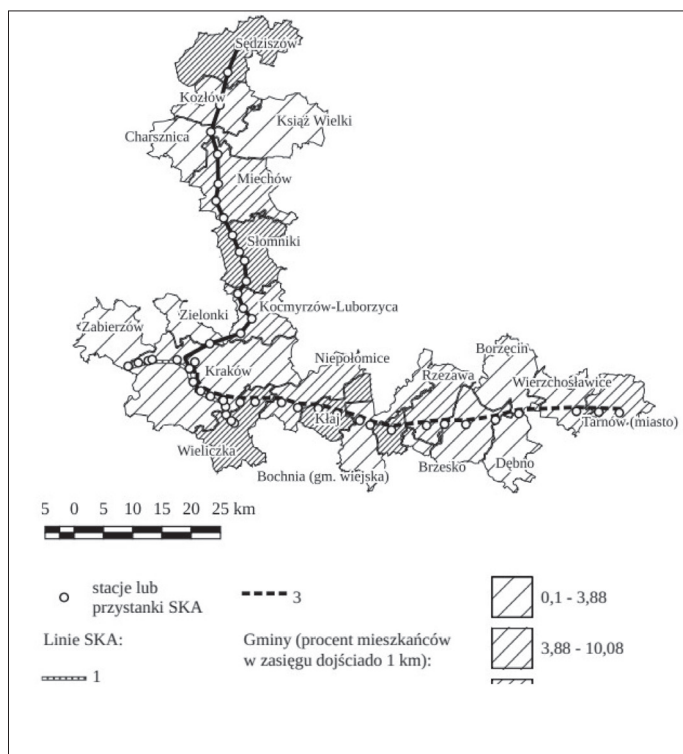 Sędziszów
Kozłów
Książ Wielki
Charsznica
Miechów
Słomniki
Kocmyrzów-Luborzyca
Zielonki
Zabierzów
Kraków
Niepołomice
Borzęcin
Rzezawa
Wierzchosławice
Kłaj
Tarnów (miasto)
Wieliczka
Bochnia (gm. wiejska)
Brzesko
Dębno
5 0 5 10 15 20 25 km
stacje lub
przystanki SKA
3
0,1 - 3,88
Linie SKA:
Gminy (procent mieszkańców
w zasięgu dojściado 1 km):
3,88 - 10,08
1